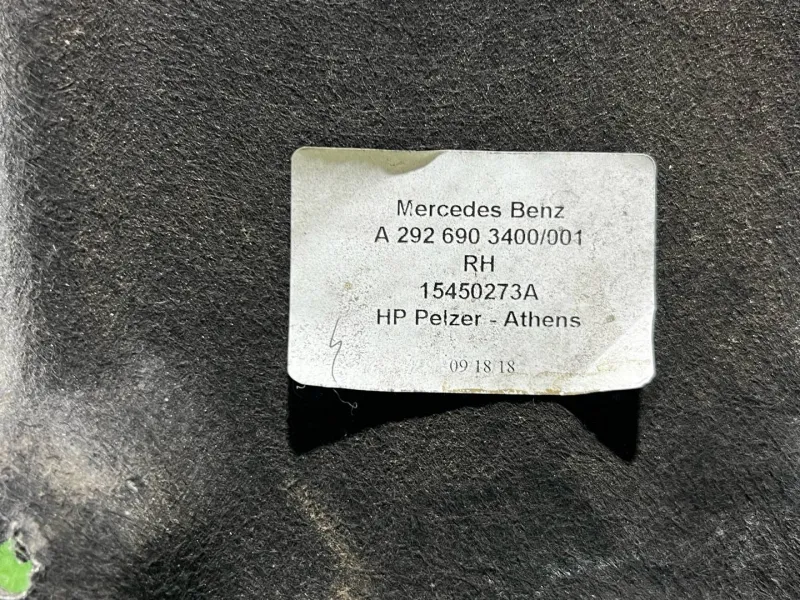 Mercedes Benz
A 292 690 3400/001
RH
15450273A
HP Pelzer - Athens
09 18 18